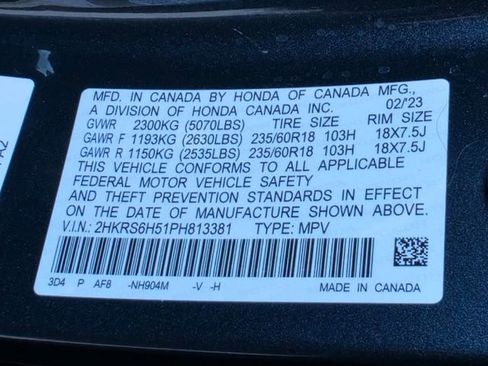 MFD. IN CANADA BY HONDA OF CANADA MFG.,
A DIVISION OF HONDA CANADA INC. 02/'23
GVWR 2300KG (5070LBS) TIRE SIZE RIM SIZE
GAWR F 1193KG (2630LBS) 235/60R18 103H 18X7.5J
GAWR R 1150KG (2535LBS) 235/60R18 103H 18X7.5J
THIS VEHICLE CONFORMS TO ALL APPLICABLE
FEDERAL MOTOR VEHICLE SAFETY
AND THEFT PREVENTION STANDARDS IN EFFECT
ON THE DATE OF MANUFACTURE SHOWN ABOVE.
V.I.N.: 2HKRS6H51PH813381 TYPE: MPV
3D4 P AF8 -NH904M -V -H MADE IN CANADA